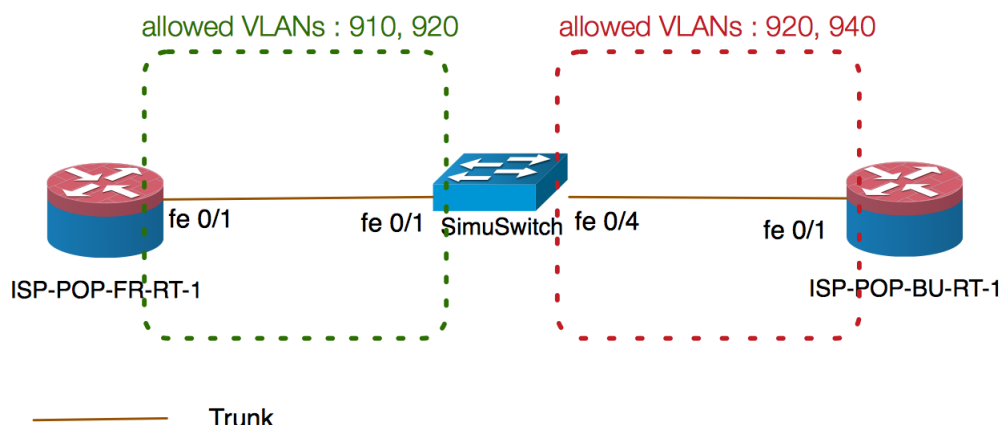 allowed VLANs : 910, 920
allowed VLANs : 920, 940
fe 0/1
fe 0/1
SimuSwitch
fe 0/4
fe 0/1
ISP-POP-FR-RT-1
ISP-POP-BU-RT-1
Trunk